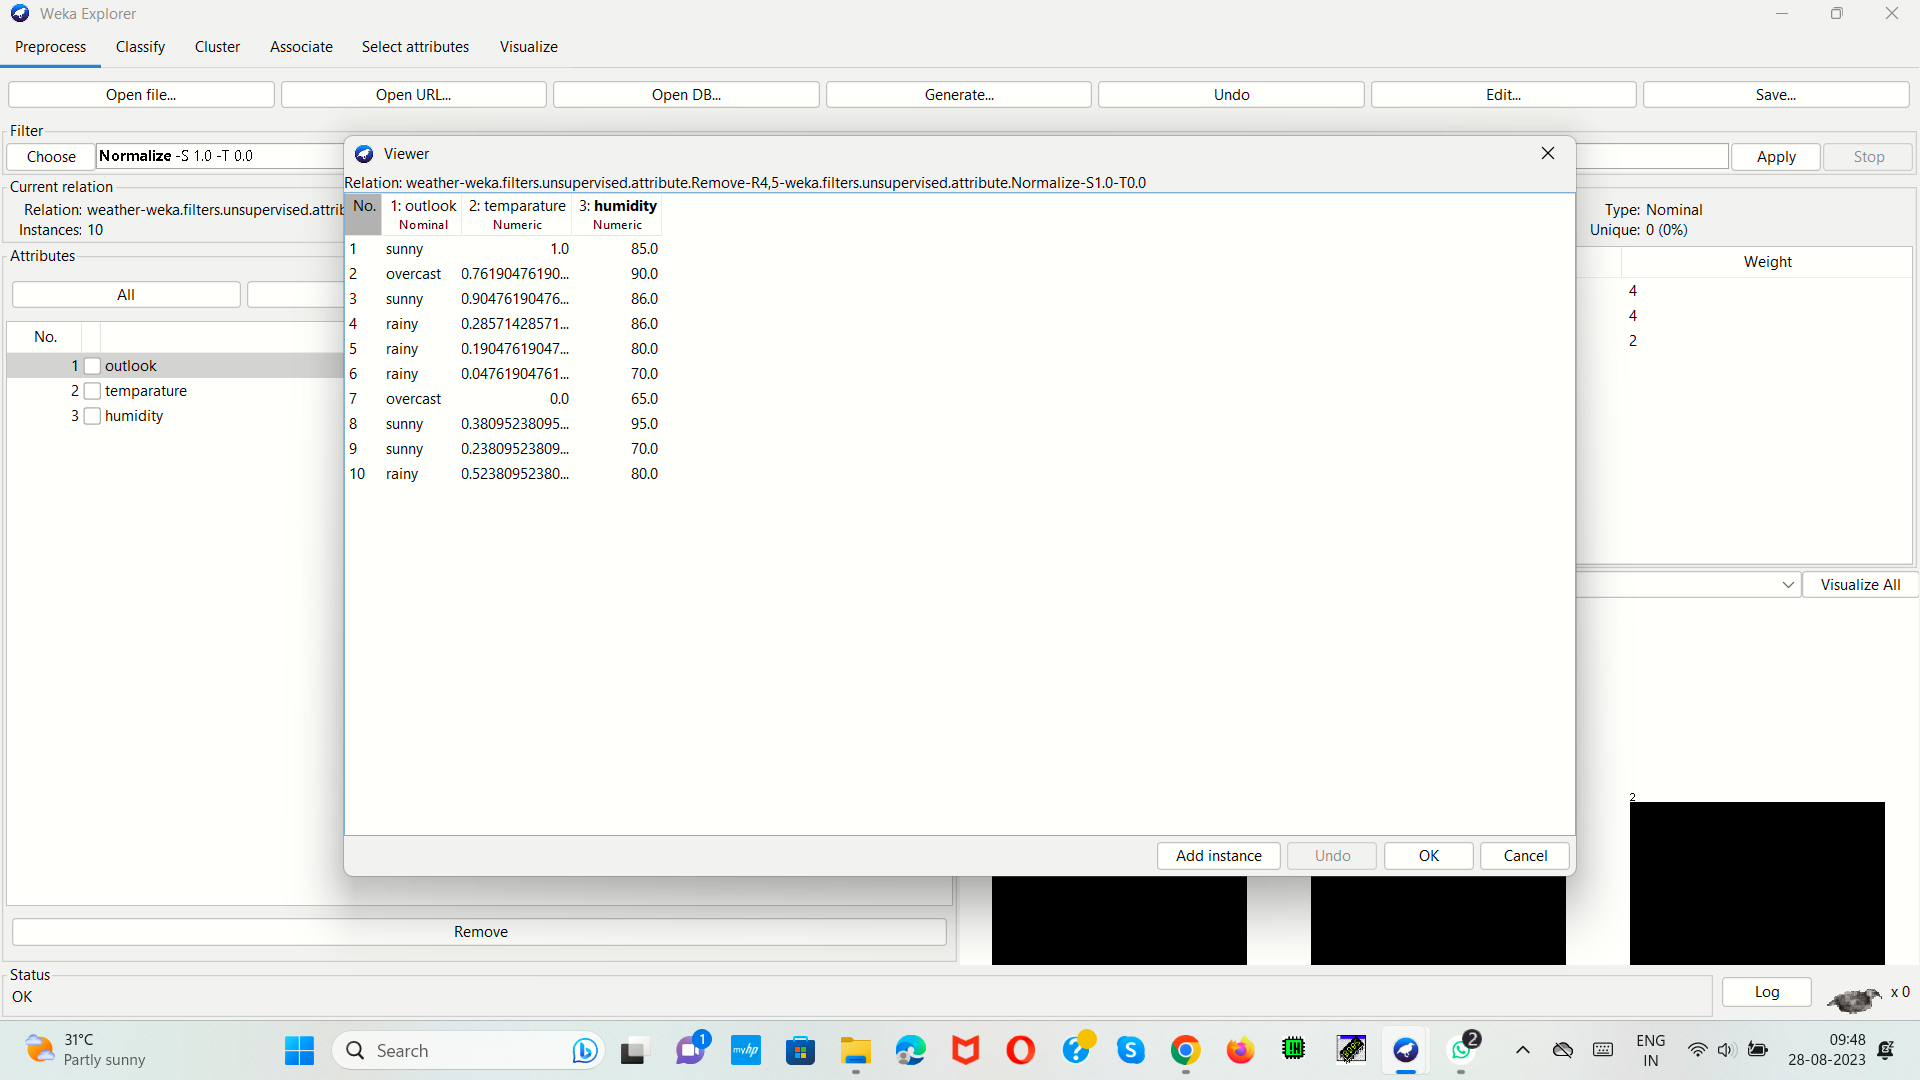 Weka Explorer
Preprocess Classify Cluster Associate Select attributes Visualize
Open file... Open URL... Open DB... Generate... Undo Edit... Save...
Filter
Choose Normalize -S 1.0 -T 0.0 Apply Stop
Current relation
Relation: weather-weka.filters.unsupervised.attrib
Instances: 10
Type: Nominal
Unique: 0 (0%)
Attributes
All
No.
1 outlook
2 temparature
3 humidity
Remove
Viewer
Relation: weather-weka.filters.unsupervised.attribute.Remove-R4,5-weka.filters.unsupervised.attribute.Normalize-S1.0-T0.0
No. 1: outlook 2: temparature 3: humidity
Nominal Numeric Numeric
1 sunny 1.0 85.0
2 overcast 0.76190476190... 90.0
3 sunny 0.90476190476... 86.0
4 rainy 0.28571428571... 86.0
5 rainy 0.19047619047... 80.0
6 rainy 0.04761904761... 70.0
7 overcast 0.0 65.0
8 sunny 0.38095238095... 95.0
9 sunny 0.23809523809... 70.0
10 rainy 0.52380952380... 80.0
Add instance Undo OK Cancel
Weight
4
4
2
Visualize All
2
Status
OK
Log x 0
31°C
Partly sunny
Search
1
myhp
2
ENG
IN
09:48
28-08-2023